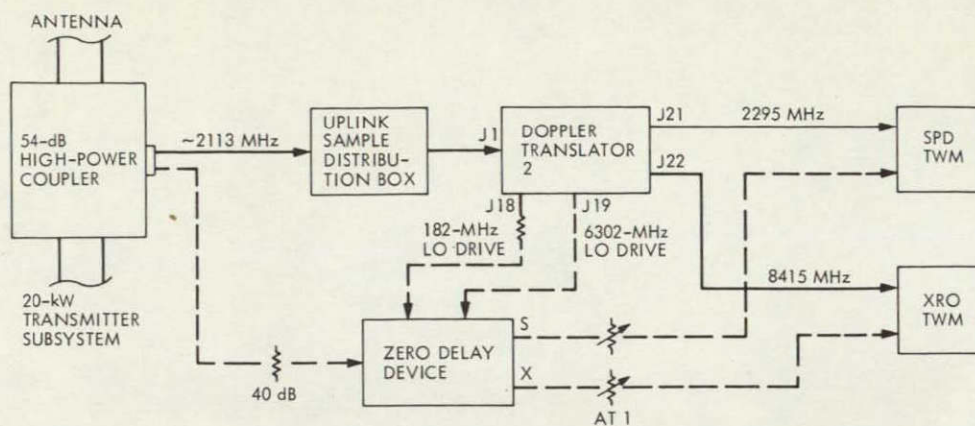 ANTENNA
54-dB
HIGH-POWER
COUPLER
~2113 MHz
UPLINK
SAMPLE
DISTRIBU-
TION BOX
J1
DOPPLER
TRANSLATOR
2
J21
2295 MHz
SPD
TWM
J22
J18
J19
182-MHz
LO DRIVE
6302-MHz
LO DRIVE
8415 MHz
XRO
TWM
20-kW
TRANSMITTER
SUBSYSTEM
40 dB
ZERO DELAY
DEVICE
S
X
AT 1